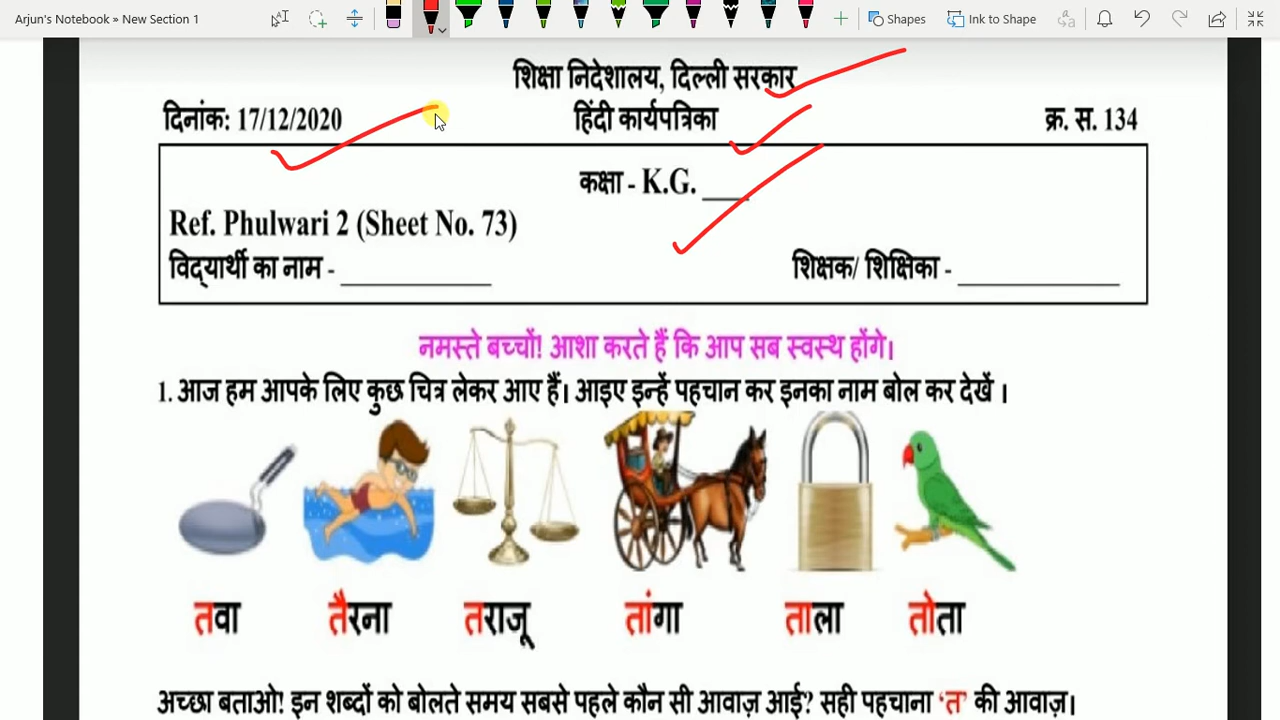 Arjun's Notebook » New Section 1
Shapes
Ink to Shape
शिक्षा निदेशालय, दिल्ली सरकार
दिनांक: 17/12/2020 हिंदी कार्यपत्रिका क्र. स. 134
कक्षा - K.G. ____
Ref. Phulwari 2 (Sheet No. 73)
विद्यार्थी का नाम - ____________ शिक्षक/ शिक्षिका - _____________
नमस्ते बच्चों! आशा करते हैं कि आप सब स्वस्थ होंगे।
1. आज हम आपके लिए कुछ चित्र लेकर आए हैं। आइए इन्हें पहचान कर इनका नाम बोल कर देखें ।
तवा तैरना तराजू तांगा ताला तोता
अच्छा बताओ! इन शब्दों को बोलते समय सबसे पहले कौन सी आवाज़ आई? सही पहचाना ‘त’ की आवाज़।